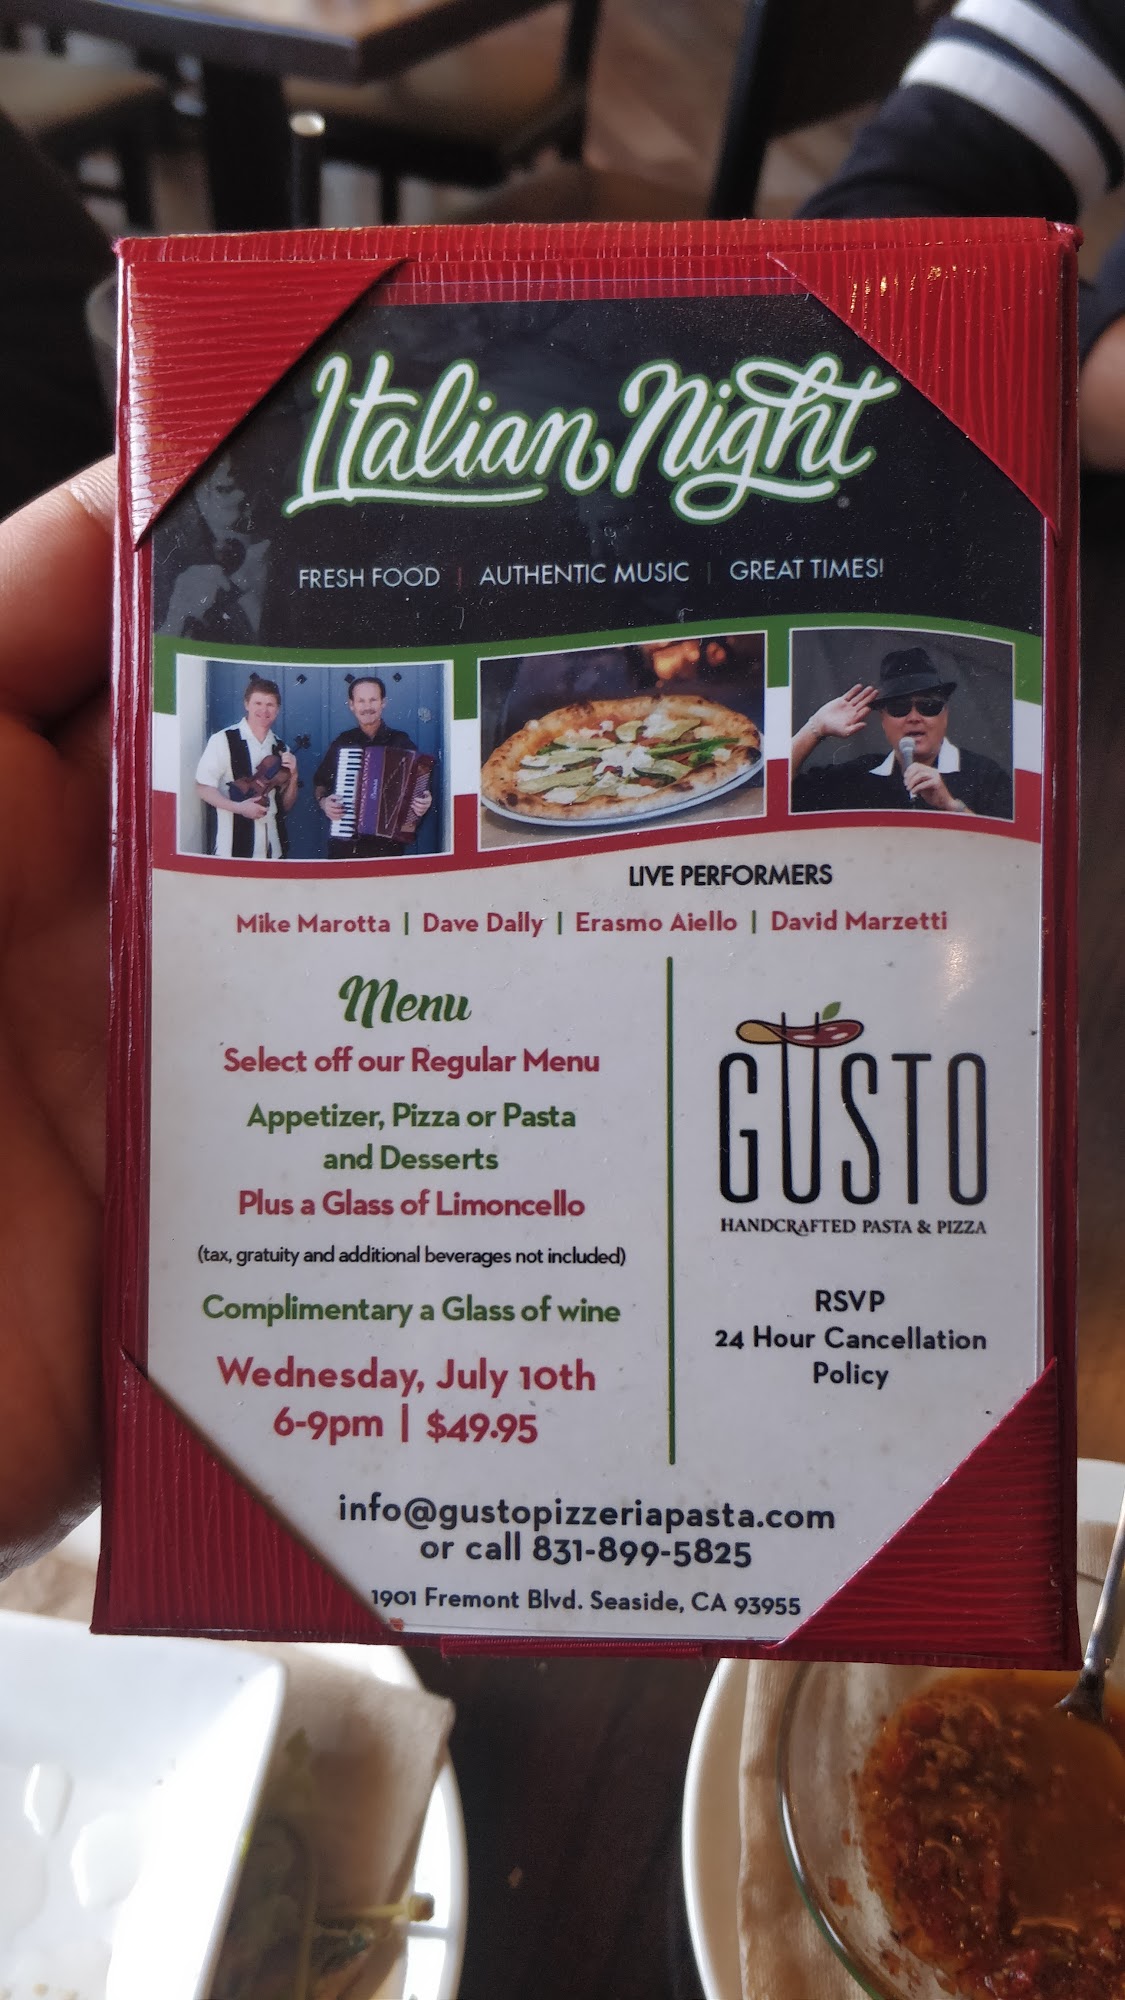 Italian Night
FRESH FOOD | AUTHENTIC MUSIC | GREAT TIMES!
LIVE PERFORMERS
Mike Marotta | Dave Dally | Erasmo Aiello | David Marzetti
Menu
Select off our Regular Menu
Appetizer, Pizza or Pasta
and Desserts
Plus a Glass of Limoncello
(tax, gratuity and additional beverages not included)
Complimentary a Glass of wine
Wednesday, July 10th
6-9pm | $49.95
GUSTO
HANDCRAFTED PASTA & PIZZA
RSVP
24 Hour Cancellation
Policy
info@gustopizzeriapasta.com
or call 831-899-5825
1901 Fremont Blvd. Seaside, CA 93955